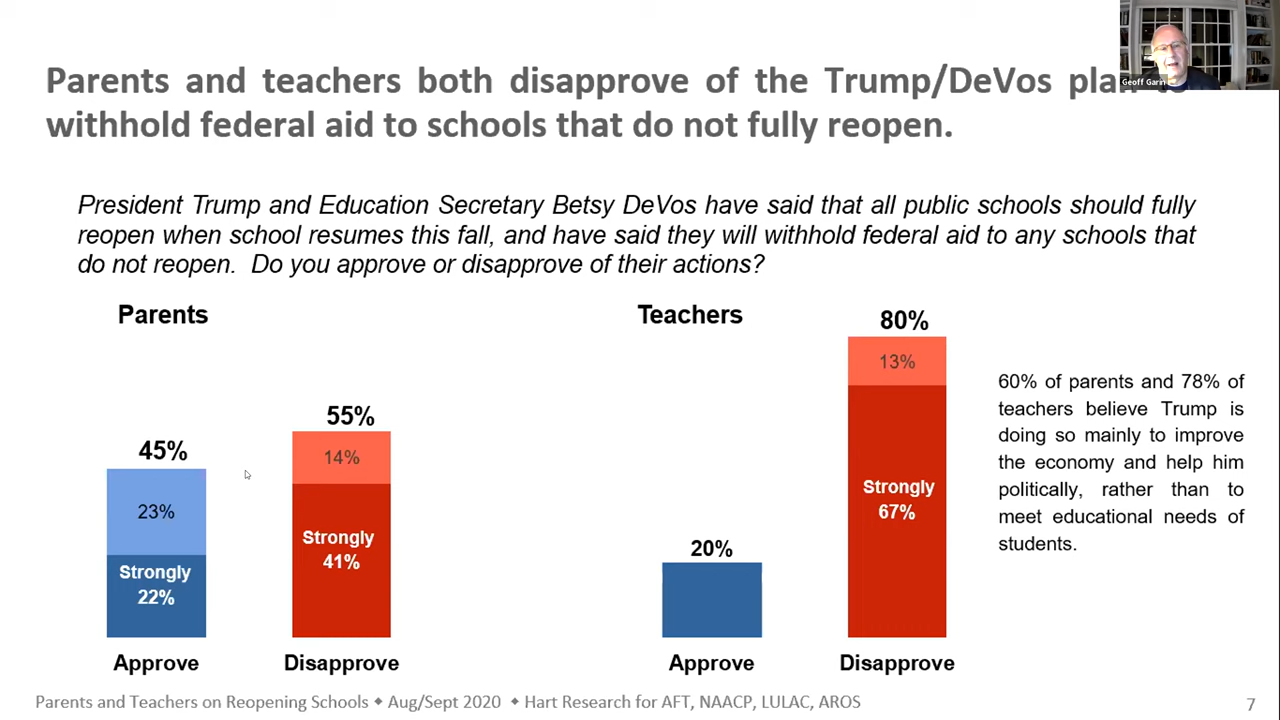 Geoff Garin
Parents and teachers both disapprove of the Trump/DeVos plan to
withhold federal aid to schools that do not fully reopen.
President Trump and Education Secretary Betsy DeVos have said that all public schools should fully
reopen when school resumes this fall, and have said they will withhold federal aid to any schools that
do not reopen. Do you approve or disapprove of their actions?
Parents
45%
23%
Strongly
22%
Approve
55%
14%
Strongly
41%
Disapprove
Teachers
20%
Approve
80%
13%
Strongly
67%
Disapprove
60% of parents and 78% of
teachers believe Trump is
doing so mainly to improve
the economy and help him
politically, rather than to
meet educational needs of
students.
Parents and Teachers on Reopening Schools ◆ Aug/Sept 2020 ◆ Hart Research for AFT, NAACP, LULAC, AROS
7